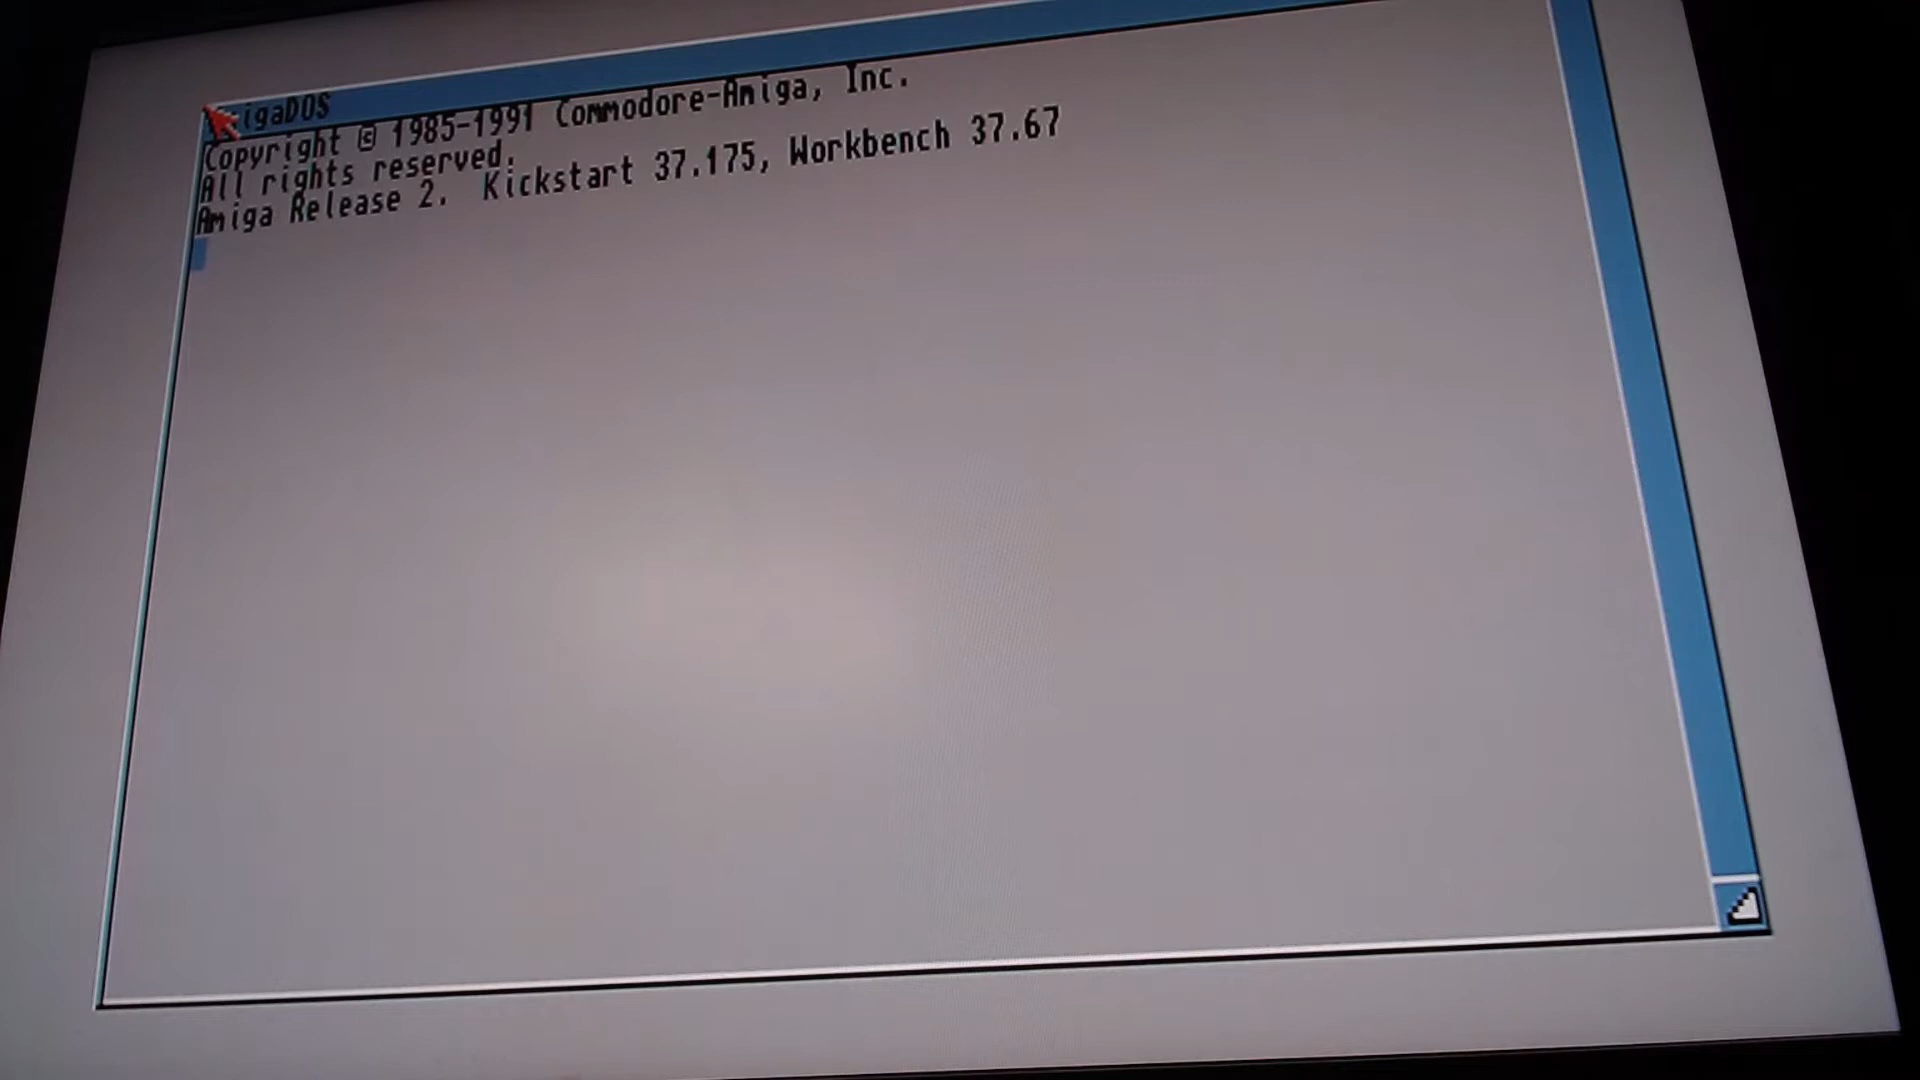 AmigaDOS
Copyright © 1985-1991 Commodore-Amiga, Inc.
All rights reserved.
Amiga Release 2. Kickstart 37.175, Workbench 37.67